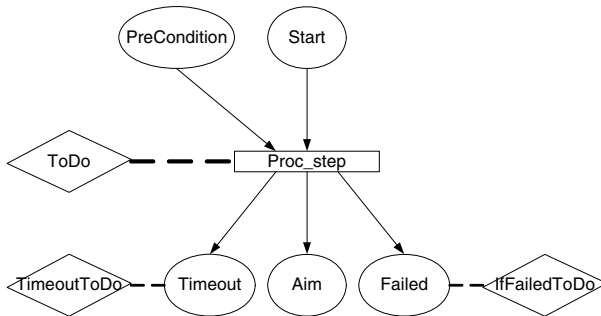 PreCondition
Start
ToDo
Proc_step
TimeoutToDo
Timeout
Aim
Failed
IfFailedToDo